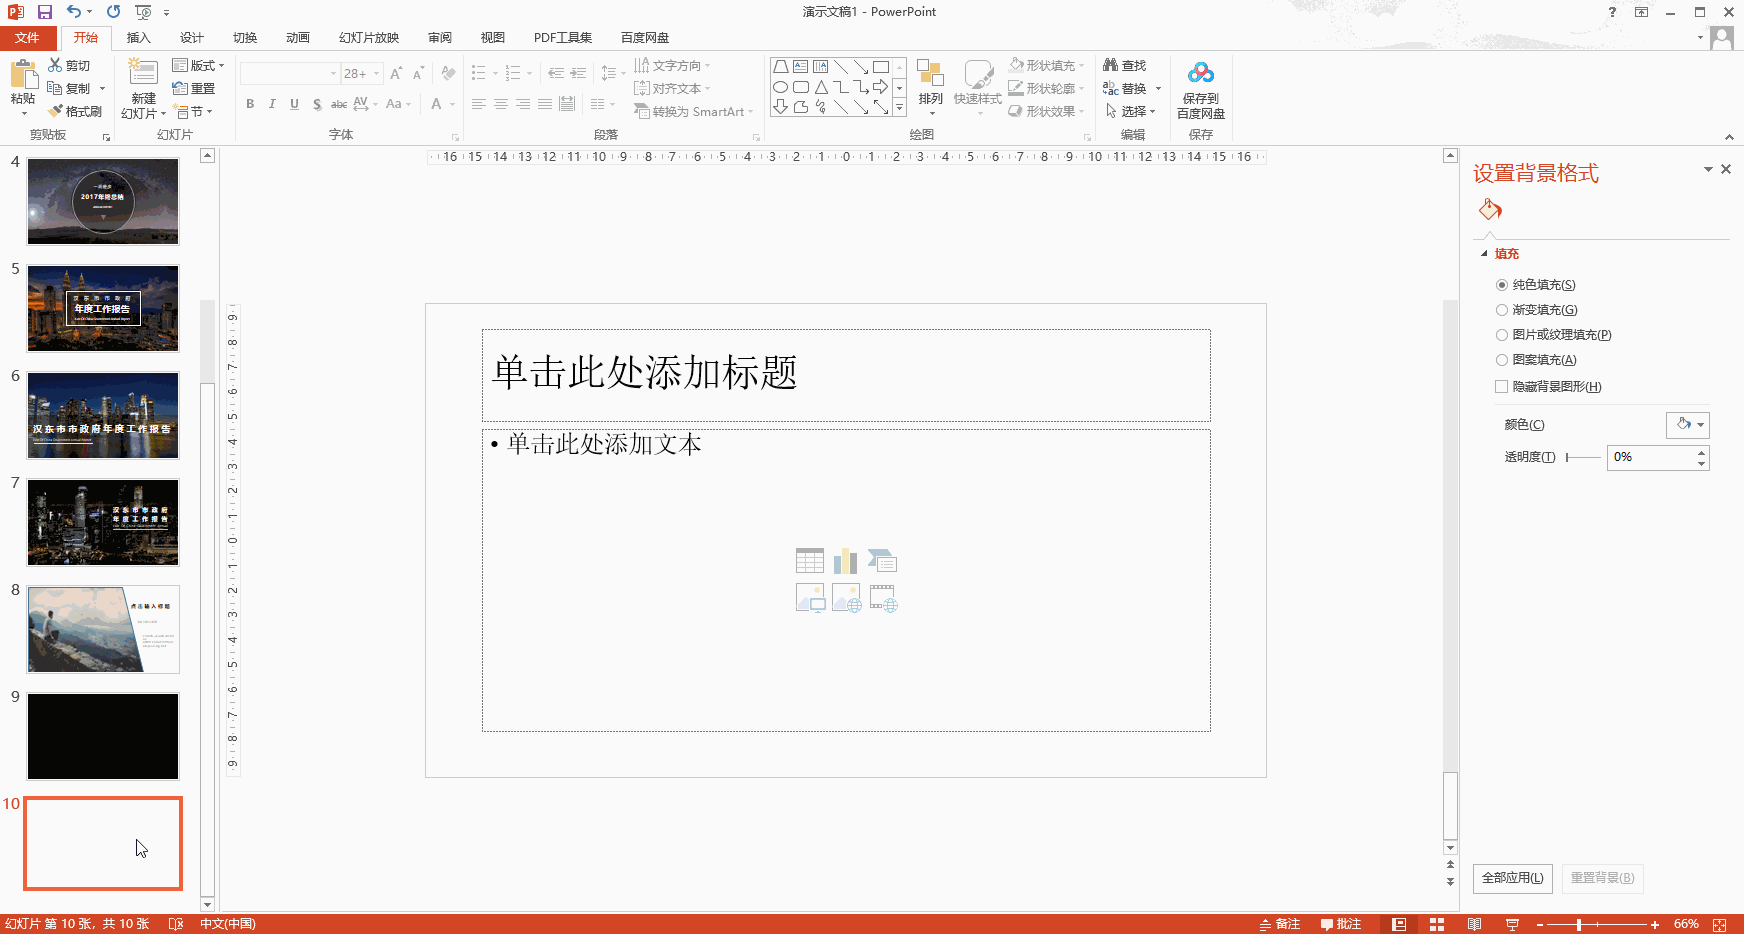 演示文稿1 - PowerPoint
文件 开始 插入 设计 切换 动画 幻灯片放映 审阅 视图 PDF工具集 百度网盘
粘贴
剪切
复制
格式刷
剪贴板
新建
幻灯片
版式
重置
节
幻灯片
28+
B I U S abc AV Aa A
字体
文字方向
对齐文本
转换为 SmartArt
段落
排列
快速样式
形状填充
形状轮廓
形状效果
绘图
查找
替换
选择
编辑
保存到
百度网盘
保存
4
2017年终总结
5
汉东市市政府
年度工作报告
6
汉东市市政府年度工作报告
7
汉东市市政府
年度工作报告
8
点击输入标题
9
10
16 15 14 13 12 11 10 9 8 7 6 5 4 3 2 1 0 1 2 3 4 5 6 7 8 9 10 11 12 13 14 15 16
9 8 7 6 5 4 3 2 1 0 1 2 3 4 5 6 7 8 9
单击此处添加标题
• 单击此处添加文本
设置背景格式
填充
纯色填充(S)
渐变填充(G)
图片或纹理填充(P)
图案填充(A)
隐藏背景图形(H)
颜色(C)
透明度(T) 0%
全部应用(L) 重置背景(B)
幻灯片 第 10 张，共 10 张 中文(中国) 备注 批注 66%